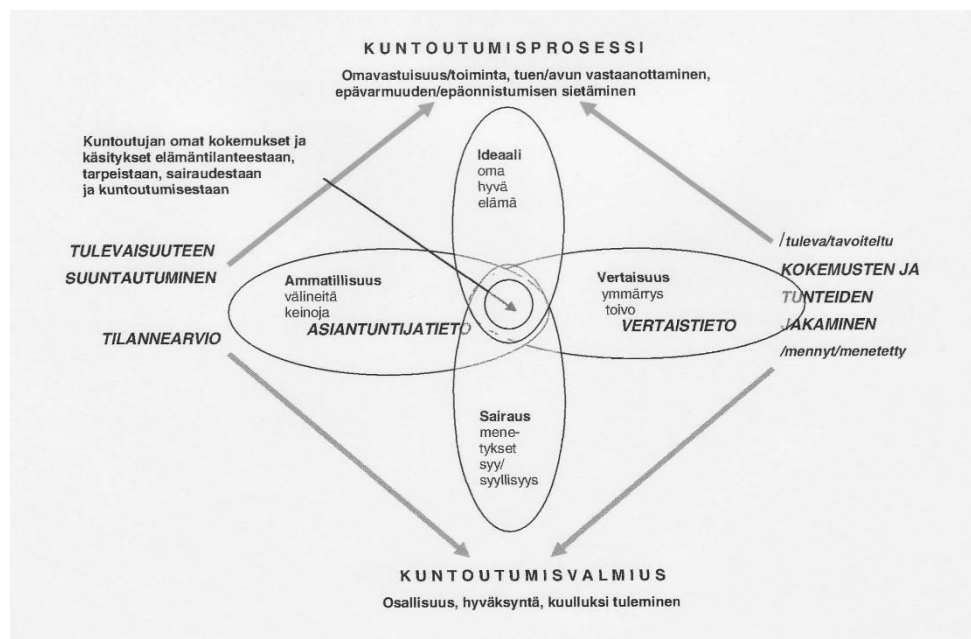 KUNTOUTUMISPROSESSI
Omavastuisuus/toiminta, tuen/avun vastaanottaminen,
epävarmuuden/epäonnistumisen sietäminen
Kuntoutujan omat kokemukset ja
käsitykset elämäntilanteestaan,
tarpeistaan, sairaudestaan
ja kuntoutumisestaan
Ideaali
oma
hyvä
elämä
TULEVAISUUTEEN
SUUNTAUTUMINEN
TILANNEARVIO
Ammatillisuus
välineitä
keinoja
ASIANTUNTIJATIETO
Vertaisuus
ymmärrys
toivo
VERTAISTIETO
/tuleva/tavoiteltu
KOKEMUSTEN JA
TUNTEIDEN
JAKAMINEN
/mennyt/menetetty
Sairaus
mene-
tykset
syy/
syyllisyys
KUNTOUTUMISVALMIUS
Osallisuus, hyväksyntä, kuulluksi tuleminen